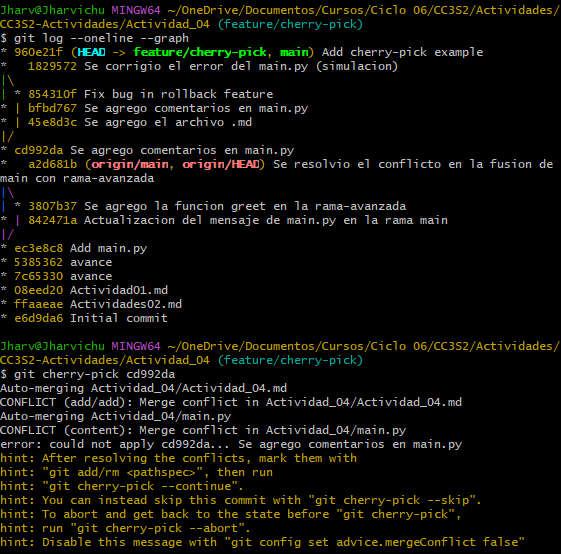 Jharv@Jharvichu MINGW64 ~/OneDrive/Documentos/Cursos/Ciclo 06/CC3S2/Actividades/
CC3S2-Actividades/Actividad_04 (feature/cherry-pick)
$ git log --oneline --graph
* 960e21f (HEAD -> feature/cherry-pick, main) Add cherry-pick example
*   1829572 Se corrigio el error del main.py (simulacion)
|\
| * 854310f Fix bug in rollback feature
* | bfbd767 Se agrego comentarios en main.py
* | 45e8d3c Se agrego el archivo .md
|/
* cd992da Se agrego comentarios en main.py
*   a2d681b (origin/main, origin/HEAD) Se resolvio el conflicto en la fusion de
main con rama-avanzada
|\
| * 3807b37 Se agrego la funcion greet en la rama-avanzada
* | 842471a Actualizacion del mensaje de main.py en la rama main
|/
* ec3e8c8 Add main.py
* 5385362 avance
* 7c65330 avance
* 08eed20 Actividad01.md
* ffaaeae Actividades02.md
* e6d9da6 Initial commit

Jharv@Jharvichu MINGW64 ~/OneDrive/Documentos/Cursos/Ciclo 06/CC3S2/Actividades/
CC3S2-Actividades/Actividad_04 (feature/cherry-pick)
$ git cherry-pick cd992da
Auto-merging Actividad_04/Actividad_04.md
CONFLICT (add/add): Merge conflict in Actividad_04/Actividad_04.md
Auto-merging Actividad_04/main.py
CONFLICT (content): Merge conflict in Actividad_04/main.py
error: could not apply cd992da... Se agrego comentarios en main.py
hint: After resolving the conflicts, mark them with
hint: "git add/rm <pathspec>", then run
hint: "git cherry-pick --continue".
hint: You can instead skip this commit with "git cherry-pick --skip".
hint: To abort and get back to the state before "git cherry-pick",
hint: run "git cherry-pick --abort".
hint: Disable this message with "git config set advice.mergeConflict false"